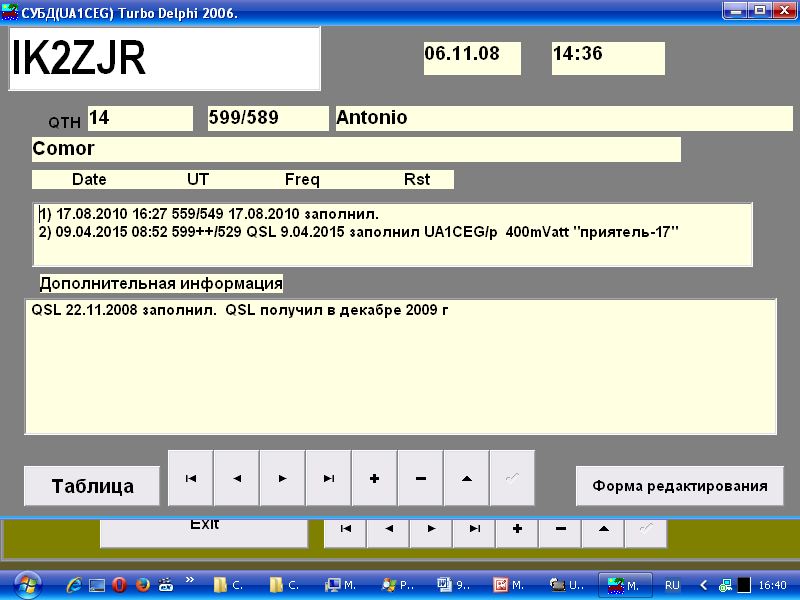 СУБД(UA1CEG) Turbo Delphi 2006.
IK2ZJR
06.11.08 14:36
QTH 14 599/589 Antonio
Comor
Date UT Freq Rst
1) 17.08.2010 16:27 559/549 17.08.2010 заполнил.
2) 09.04.2015 08:52 599++/529 QSL 9.04.2015 заполнил UA1CEG/p 400mVatt "приятель-17"
Дополнительная информация
QSL 22.11.2008 заполнил. QSL получил в декабре 2009 г
Таблица Форма редактирования
Exit
C. C. M. P.. 9.. M. U.. M. RU 16:40